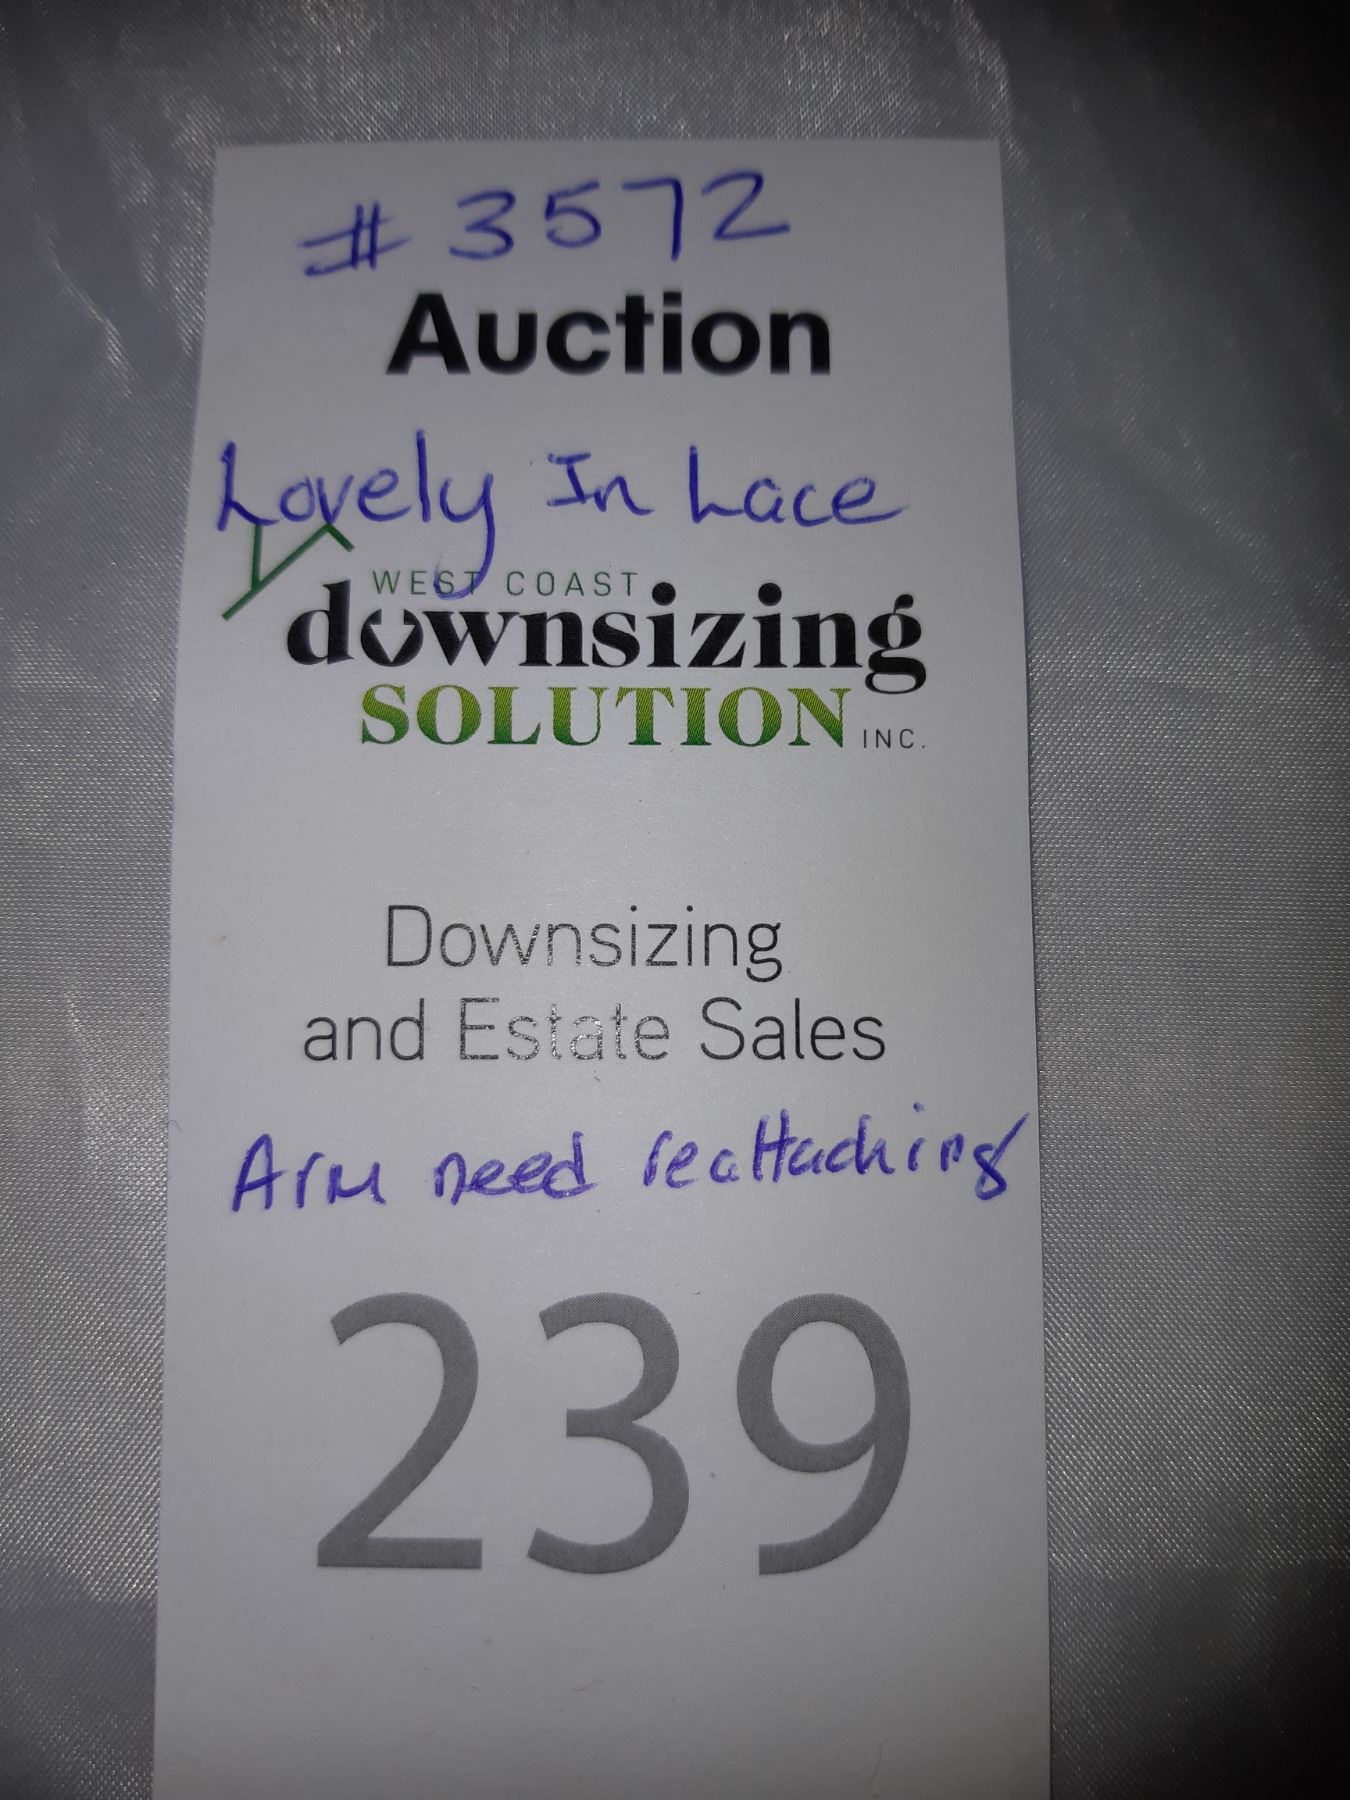 # 3572
Auction
Lovely In Lace
WEST COAST
downsizing
SOLUTION INC.
Downsizing
and Estate Sales
Arm need reattaching
239